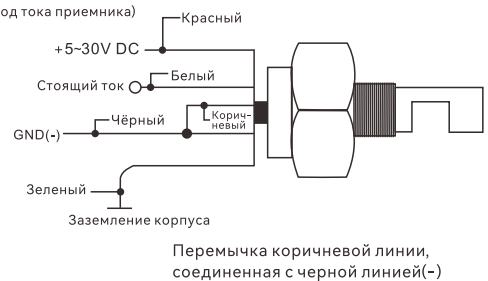 од тока приемника)
Красный
+5~30V DC
Белый
Стоящий ток
Корич-
невый
Чёрный
GND(-)
Зеленый
Заземление корпуса
Перемычка коричневой линии,
соединенная с черной линией(-)